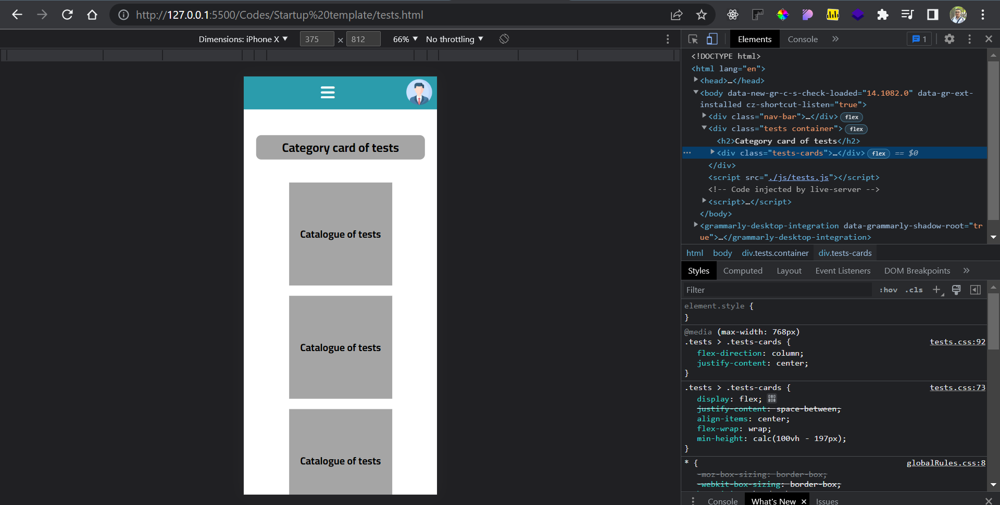 http://127.0.0.1:5500/Codes/Startup%20template/tests.html
Dimensions: iPhone X ▼ 375 × 812 66% ▼ No throttling ▼
Category card of tests
Catalogue of tests
Catalogue of tests
Catalogue of tests
Elements Console » 1
<!DOCTYPE html>
<html lang="en">
<head>…</head>
<body data-new-gr-c-s-check-loaded="14.1082.0" data-gr-ext-
installed cz-shortcut-listen="true">
<div class="nav-bar">…</div> flex
<div class="tests container"> flex
<h2>Category card of tests</h2>
<div class="tests-cards">…</div> flex == $0
</div>
<script src="./js/tests.js"></script>
<!-- Code injected by live-server -->
<script>…</script>
</body>
<grammarly-desktop-integration data-grammarly-shadow-root="tr
ue">…</grammarly-desktop-integration>
html body div.tests.container div.tests-cards
Styles Computed Layout Event Listeners DOM Breakpoints »
Filter :hov .cls +
element.style {
}
@media (max-width: 768px)
.tests > .tests-cards { tests.css:92
flex-direction: column;
justify-content: center;
}
.tests > .tests-cards { tests.css:73
display: flex;
justify-content: space-between;
align-items: center;
flex-wrap: wrap;
min-height: calc(100vh - 197px);
}
* { globalRules.css:8
-moz-box-sizing: border-box;
-webkit-box-sizing: border-box;
Console What's New × Issues